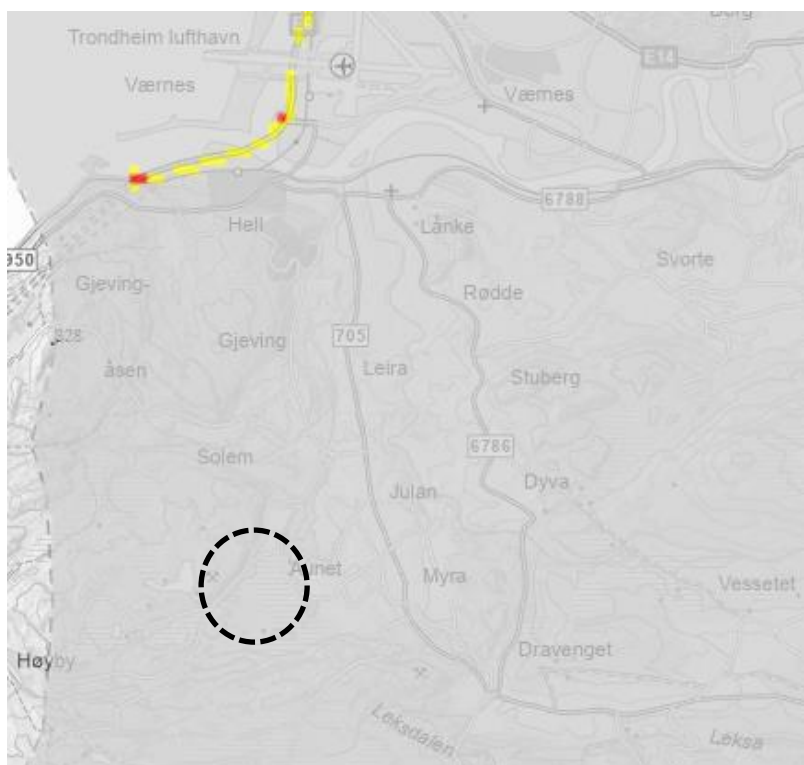 Trondheim lufthavn
E14
Værnes
Værnes
6788
Hell
Lånke
950
Svorte
Gjeving-
Rødde
328
Gjeving
705
åsen
Leira
Stuberg
Solem
6786
Julan
Dyva
Aunet
Myra
Vessetet
Høyby
Dravenget
Leksdalen
Leksa